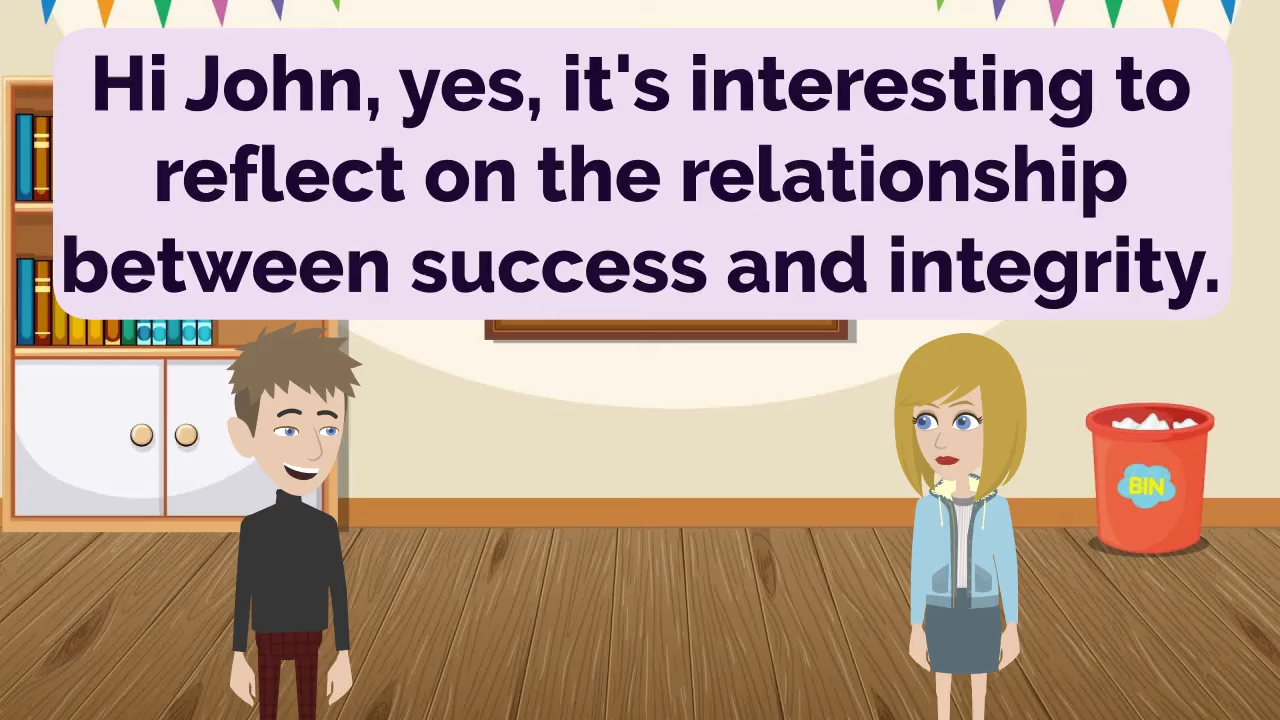 Hi John, yes, it's interesting to
reflect on the relationship
between success and integrity.
BIN